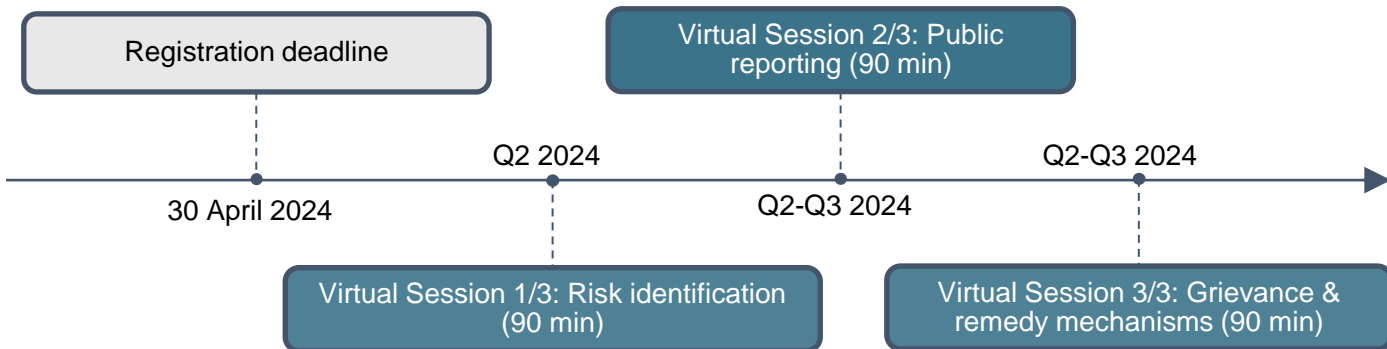 Registration deadline
Virtual Session 2/3: Public
reporting (90 min)
Q2 2024
Q2-Q3 2024
30 April 2024
Q2-Q3 2024
Virtual Session 1/3: Risk identification
(90 min)
Virtual Session 3/3: Grievance &
remedy mechanisms (90 min)